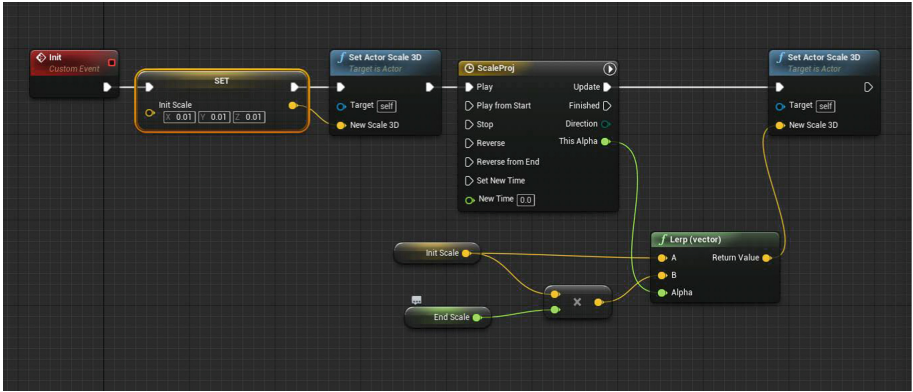 Init
Custom Event
SET
Init Scale
X 0.01 Y 0.01 Z 0.01
f Set Actor Scale 3D
Target is Actor
Target self
New Scale 3D
ScaleProj
Play
Update
Play from Start
Finished
Stop
Direction
Reverse
This Alpha
Reverse from End
Set New Time
New Time 0.0
f Set Actor Scale 3D
Target is Actor
Target self
New Scale 3D
Init Scale
End Scale
×
f Lerp (vector)
A
Return Value
B
Alpha